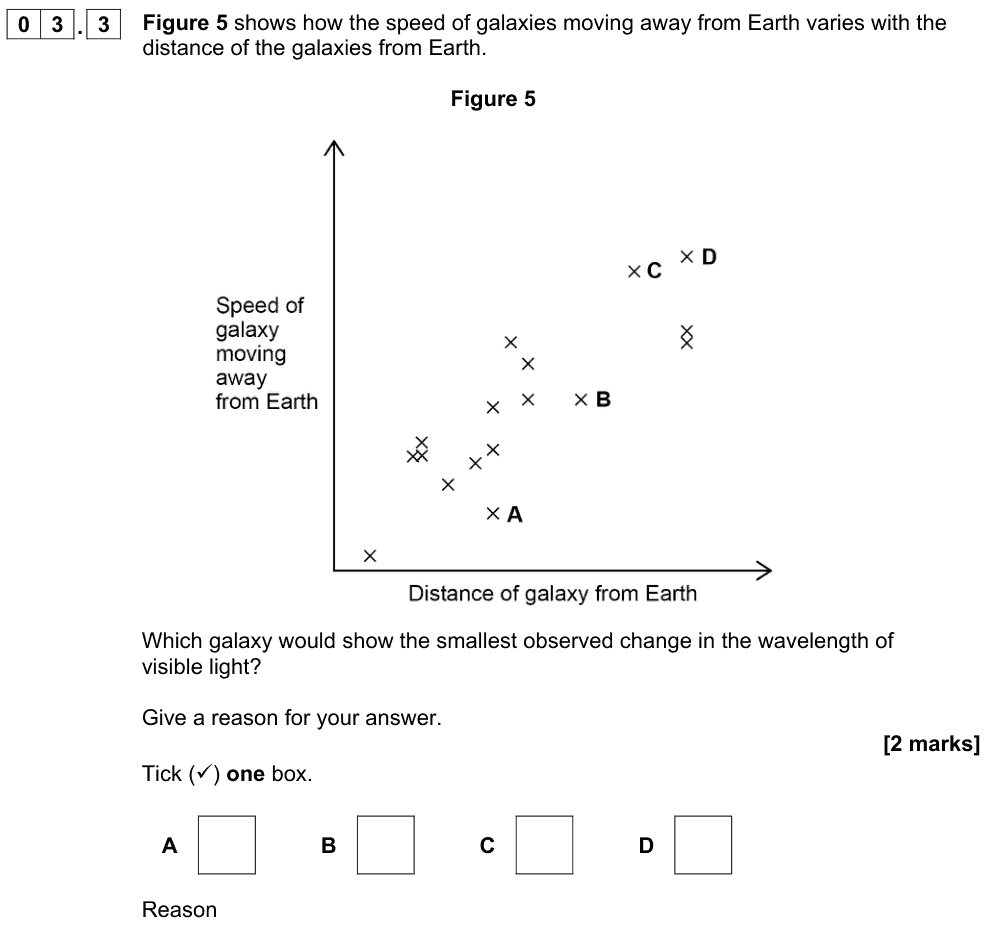 0 3 . 3 Figure 5 shows how the speed of galaxies moving away from Earth varies with the
distance of the galaxies from Earth.
Figure 5
D
C
Speed of
galaxy
moving
away
from Earth
B
A
Distance of galaxy from Earth
Which galaxy would show the smallest observed change in the wavelength of
visible light?
Give a reason for your answer.
[2 marks]
Tick (✓) one box.
A B C D
Reason